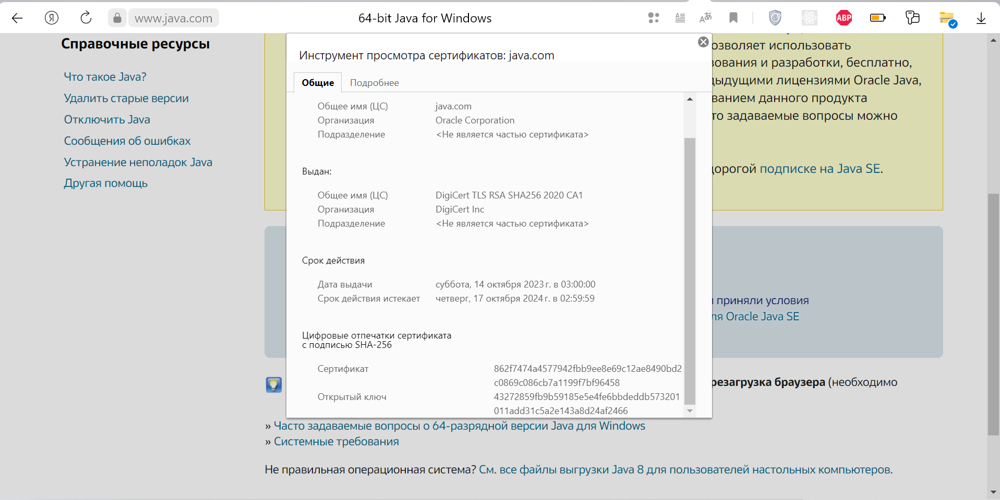 Я
www.java.com
64-bit Java for Windows
ABP
Справочные ресурсы
Что такое Java?
Удалить старые версии
Отключить Java
Сообщения об ошибках
Устранение неполадок Java
Другая помощь
Инструмент просмотра сертификатов: java.com
Общие
Подробнее
Общее имя (ЦС) java.com
Организация Oracle Corporation
Подразделение <Не является частью сертификата>
Выдан:
Общее имя (ЦС) DigiCert TLS RSA SHA256 2020 CA1
Организация DigiCert Inc
Подразделение <Не является частью сертификата>
Срок действия
Дата выдачи суббота, 14 октября 2023 г. в 03:00:00
Срок действия истекает четверг, 17 октября 2024 г. в 02:59:59
Цифровые отпечатки сертификата
с подписью SHA-256
Сертификат 862f7474a4577942fbb9ee8e69c12ae8490bd2
c0869c086cb7a1199f7bf96458
Открытый ключ 43272859fb9b59185e5e4fe6bbdeddb573201
011add31c5a2e143a8d24af2466
озволяет использовать
зования и разработки, бесплатно,
дыдущими лицензиями Oracle Java,
ванием данного продукта
то задаваемые вопросы можно
дорогой подписке на Java SE.
и приняли условия
ля Oracle Java SE
резагрузка браузера (необходимо
» Часто задаваемые вопросы о 64-разрядной версии Java для Windows
» Системные требования
Не правильная операционная система? См. все файлы выгрузки Java 8 для пользователей настольных компьютеров.